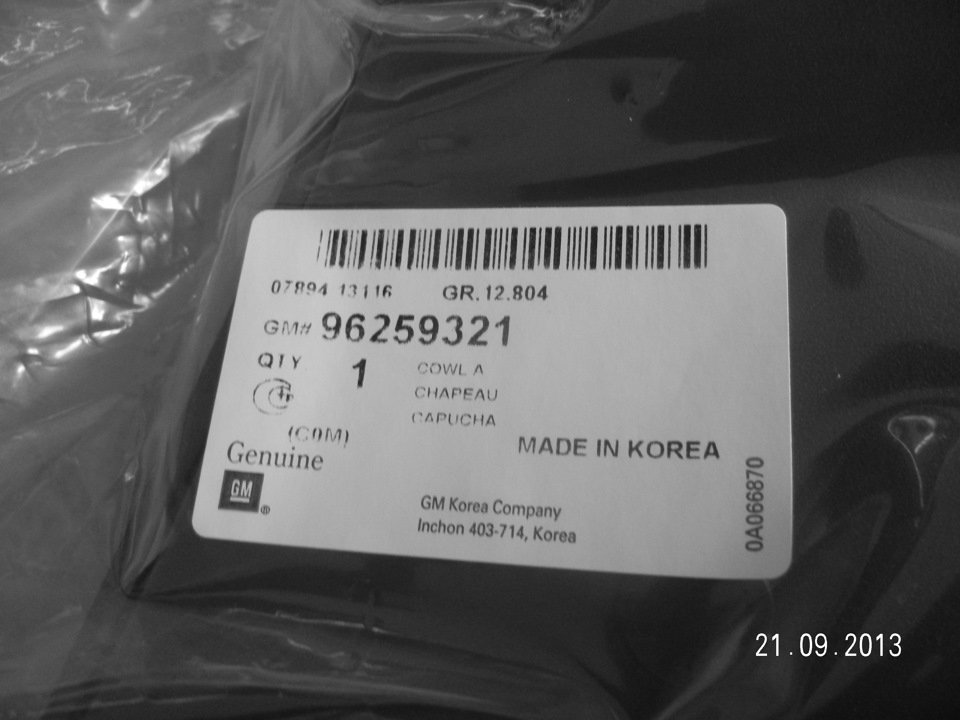 07894 13116 GR.12.804
GM# 96259321
QTY 1 COWL A
CHAPEAU
CAPUCHA
(COM)
MADE IN KOREA
Genuine
GM®
GM Korea Company
Inchon 403-714, Korea
0A066870
21.09.2013